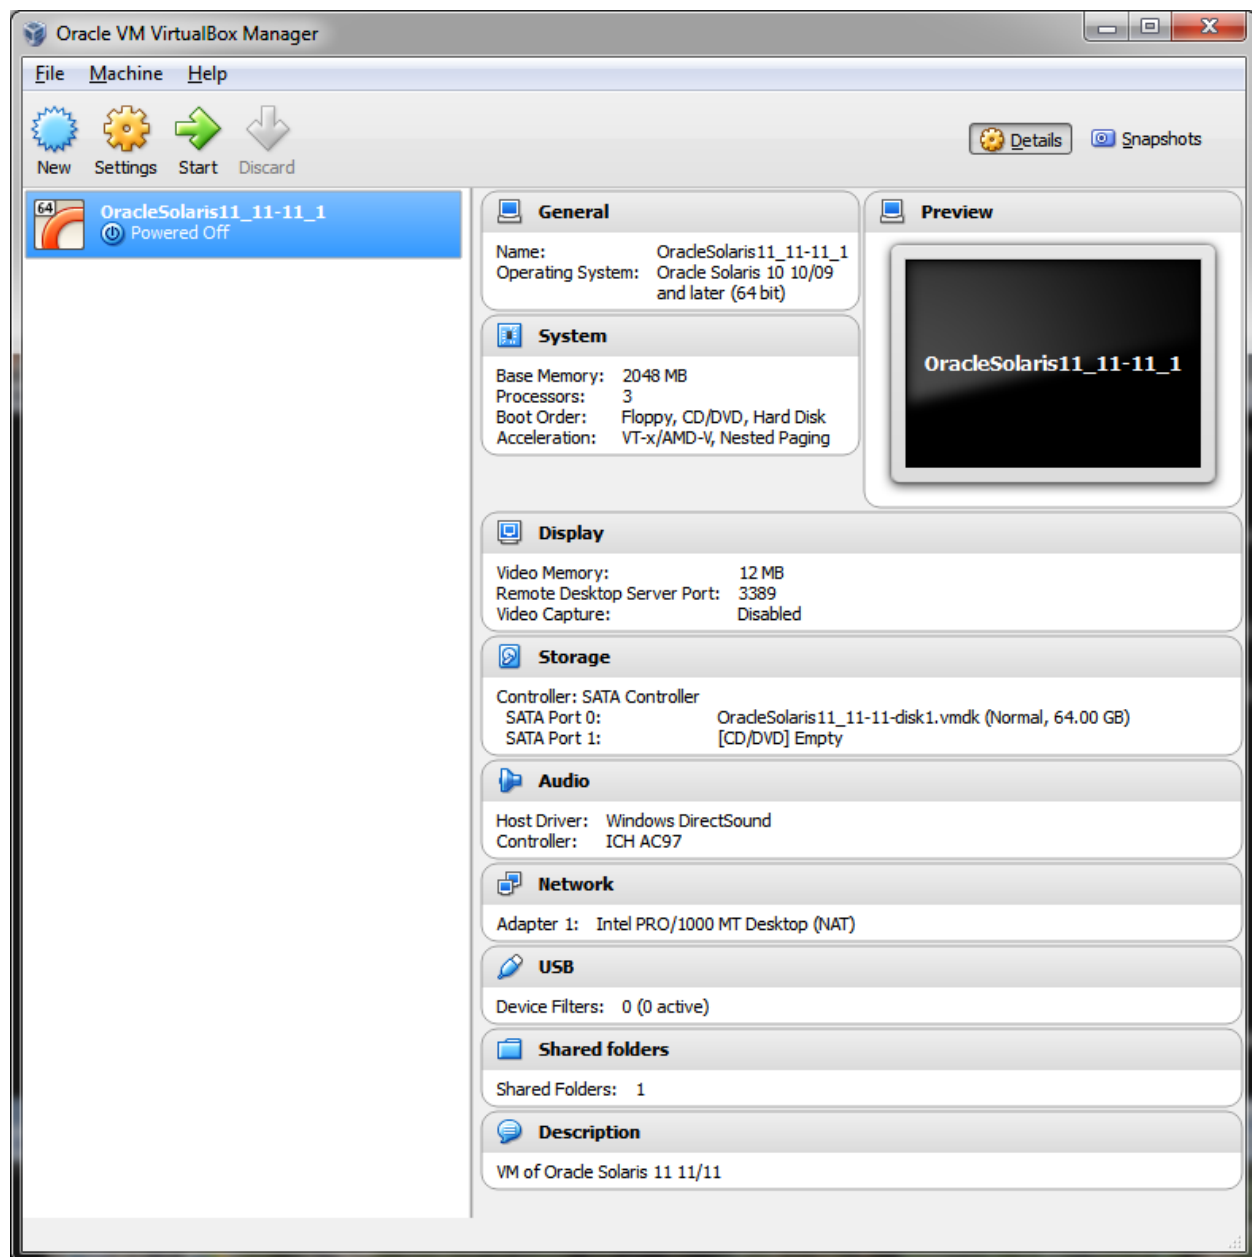 Oracle VM VirtualBox Manager
File Machine Help
New Settings Start Discard
Details Snapshots
64
OracleSolaris11_11-11_1
Powered Off
General
Name: OracleSolaris11_11-11_1
Operating System: Oracle Solaris 10 10/09
and later (64 bit)
System
Base Memory: 2048 MB
Processors: 3
Boot Order: Floppy, CD/DVD, Hard Disk
Acceleration: VT-x/AMD-V, Nested Paging
Preview
OracleSolaris11_11-11_1
Display
Video Memory: 12 MB
Remote Desktop Server Port: 3389
Video Capture: Disabled
Storage
Controller: SATA Controller
SATA Port 0: OracleSolaris11_11-11-disk1.vmdk (Normal, 64.00 GB)
SATA Port 1: [CD/DVD] Empty
Audio
Host Driver: Windows DirectSound
Controller: ICH AC97
Network
Adapter 1: Intel PRO/1000 MT Desktop (NAT)
USB
Device Filters: 0 (0 active)
Shared folders
Shared Folders: 1
Description
VM of Oracle Solaris 11 11/11